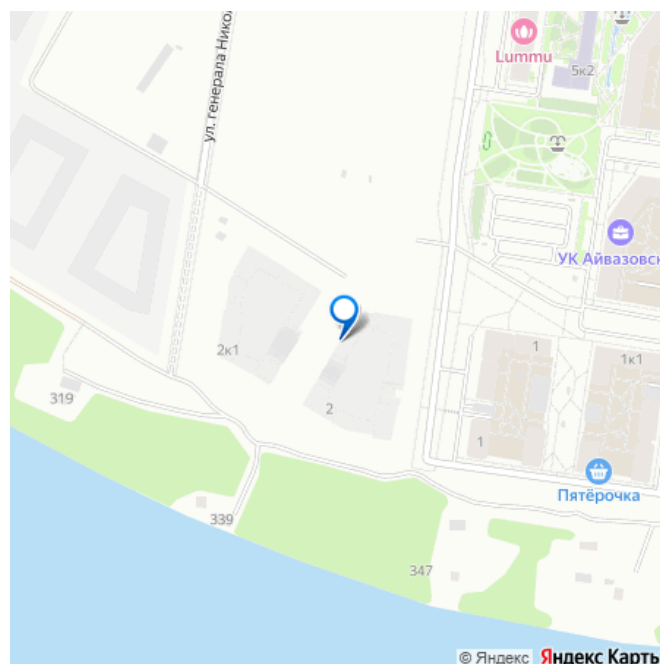 Lummu
5к2
ул. генерала Никол
УК Айвазовск
2к1
2
1
1к1
1
319
Пятёрочка
339
347
© Яндекс Яндекс Карты